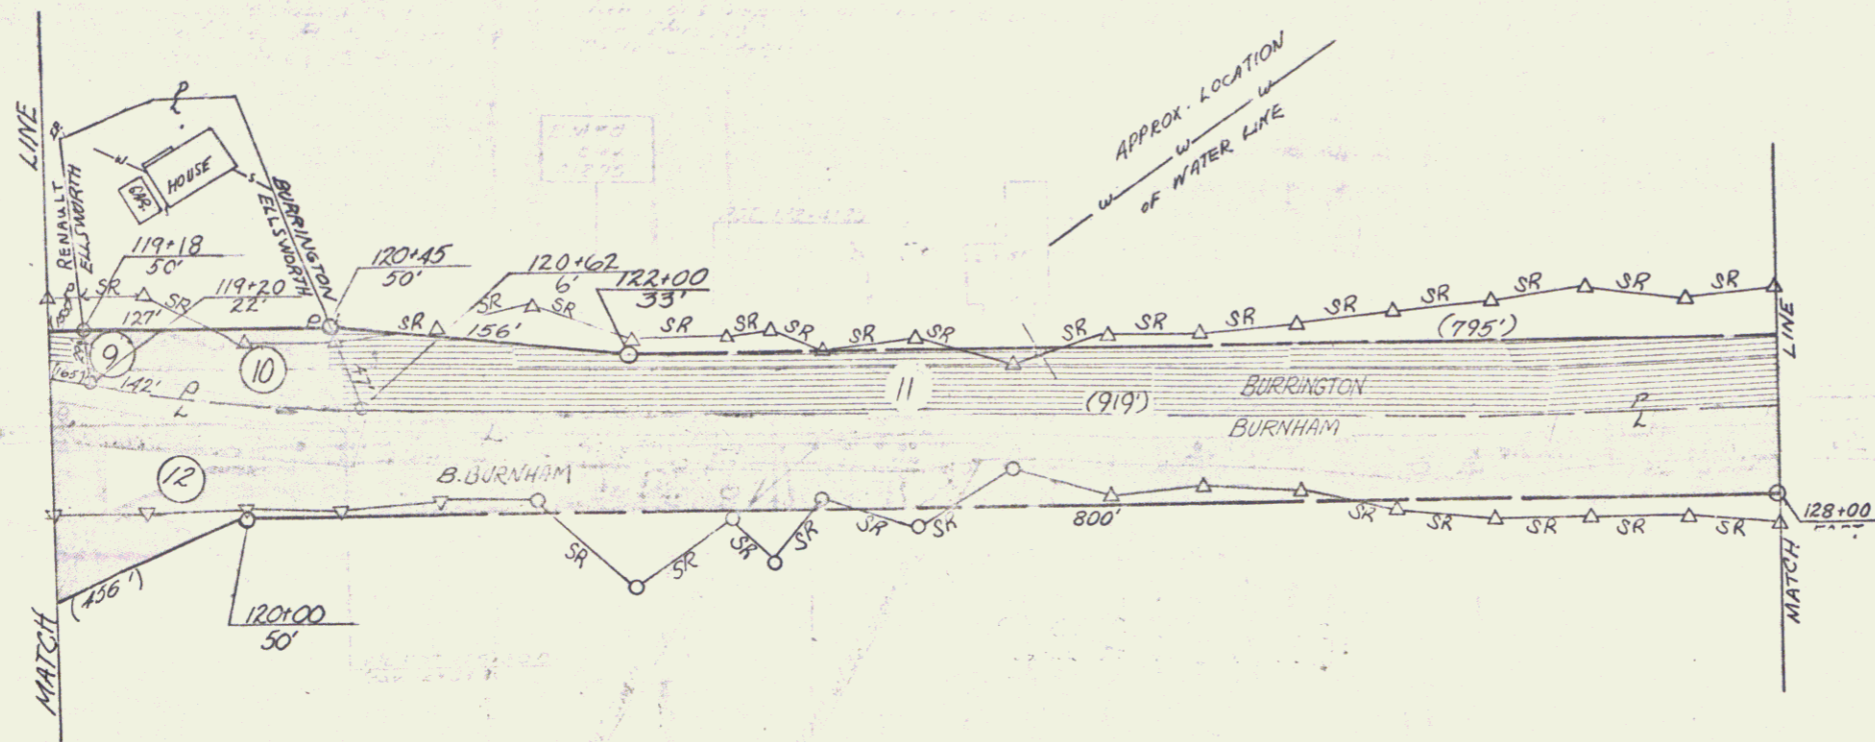 LINE
P
L
HOUSE
GAR.
W
S
RENAULT
ELLSWORTH
BURRINGTON
ELLSWORTH
APPROX. LOCATION
W W W
OF WATER LINE
119+18
50'
119+20
22'
120+45
50'
120+62
6'
122+00
33'
SR SR SR SR SR SR SR SR SR SR SR SR SR SR SR SR SR
127'
156'
(795')
LINE
9
10
11
47'
(165')
142'
P
L
(919')
BURRINGTON
BURNHAM
P
L
12
B. BURNHAM
800'
SR SR SR SR SR SR SR SR SR SR SR
128+00
(456')
120+00
50'
MATCH
MATCH